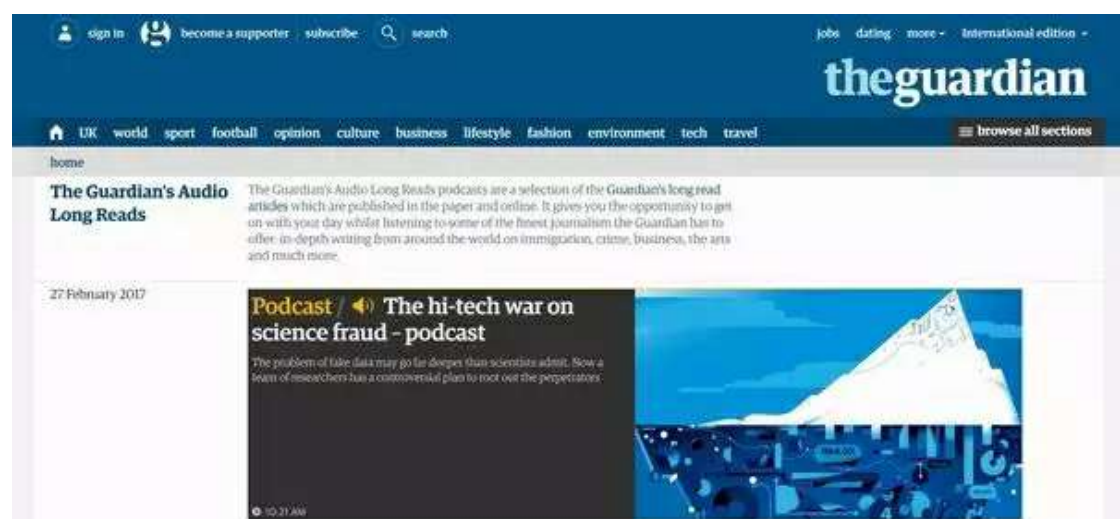 sign in become a supporter subscribe search
jobs dating more International edition
theguardian
UK world sport football opinion culture business lifestyle fashion environment tech travel
browse all sections
home
The Guardian's Audio
Long Reads
The Guardian's Audio Long Reads podcasts are a selection of the Guardian's long read
articles which are published in the paper and online. It gives you the opportunity to get
on with your day whilst listening to some of the finest journalism the Guardian has to
offer: in-depth writing from around the world on immigration, crime, business, the arts
and much more.
27 February 2017
Podcast / The hi-tech war on
science fraud – podcast
The problem of fake data may go far deeper than scientists admit. Now a
team of researchers has a controversial plan to root out the perpetrators
10:21 AM